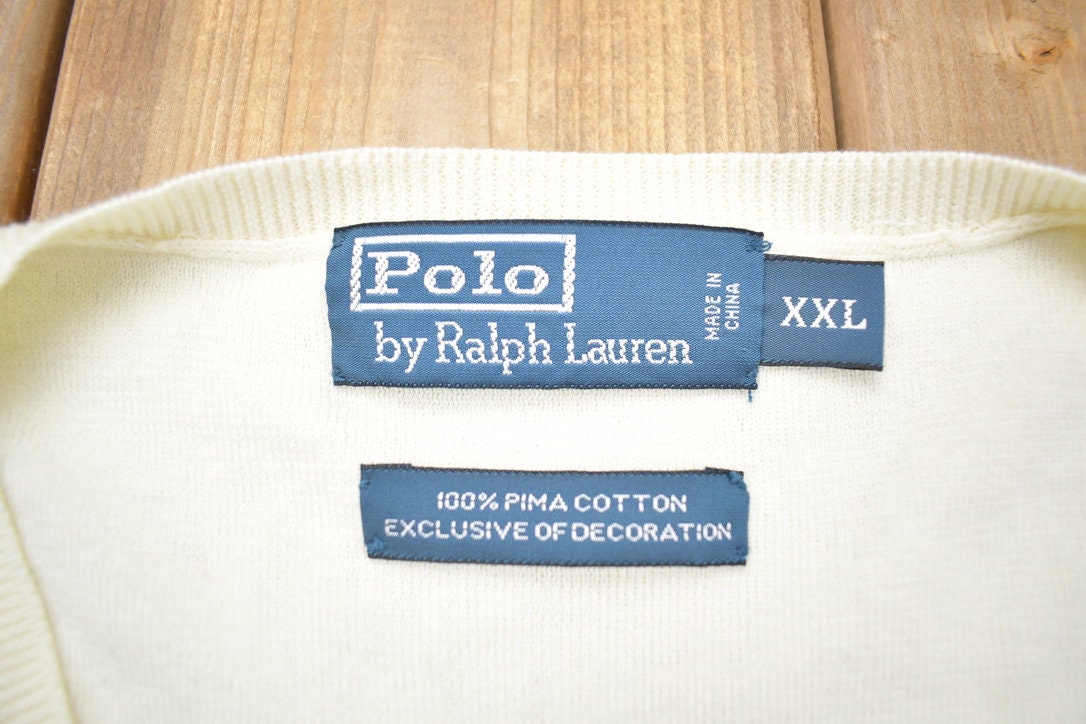 Polo
by Ralph Lauren
MADE IN
CHINA
XXL
100% PIMA COTTON
EXCLUSIVE OF DECORATION